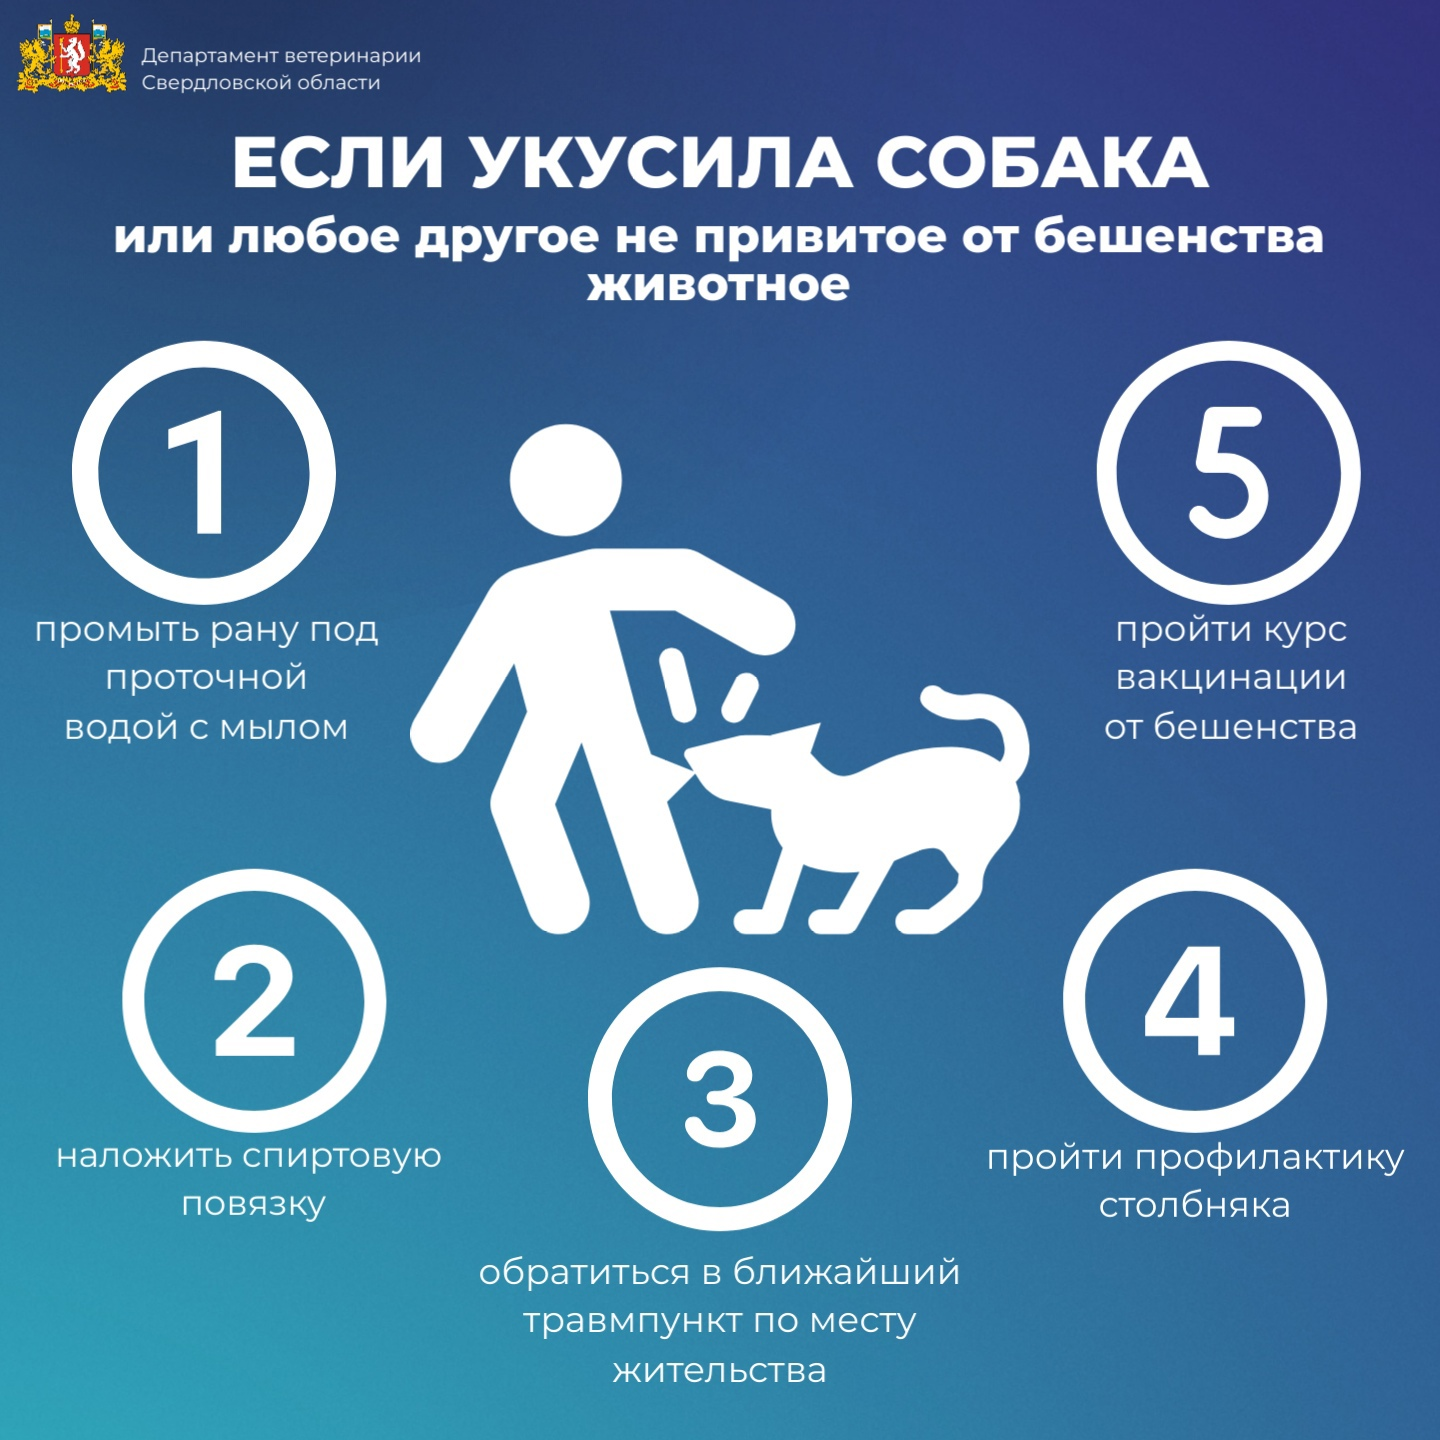 Департамент ветеринарии
Свердловской области
ЕСЛИ УКУСИЛА СОБАКА
или любое другое не привитое от бешенства
животное
1
промыть рану под
проточной
водой с мылом
2
наложить спиртовую
повязку
3
обратиться в ближайший
травмпункт по месту
жительства
4
пройти профилактику
столбняка
5
пройти курс
вакцинации
от бешенства